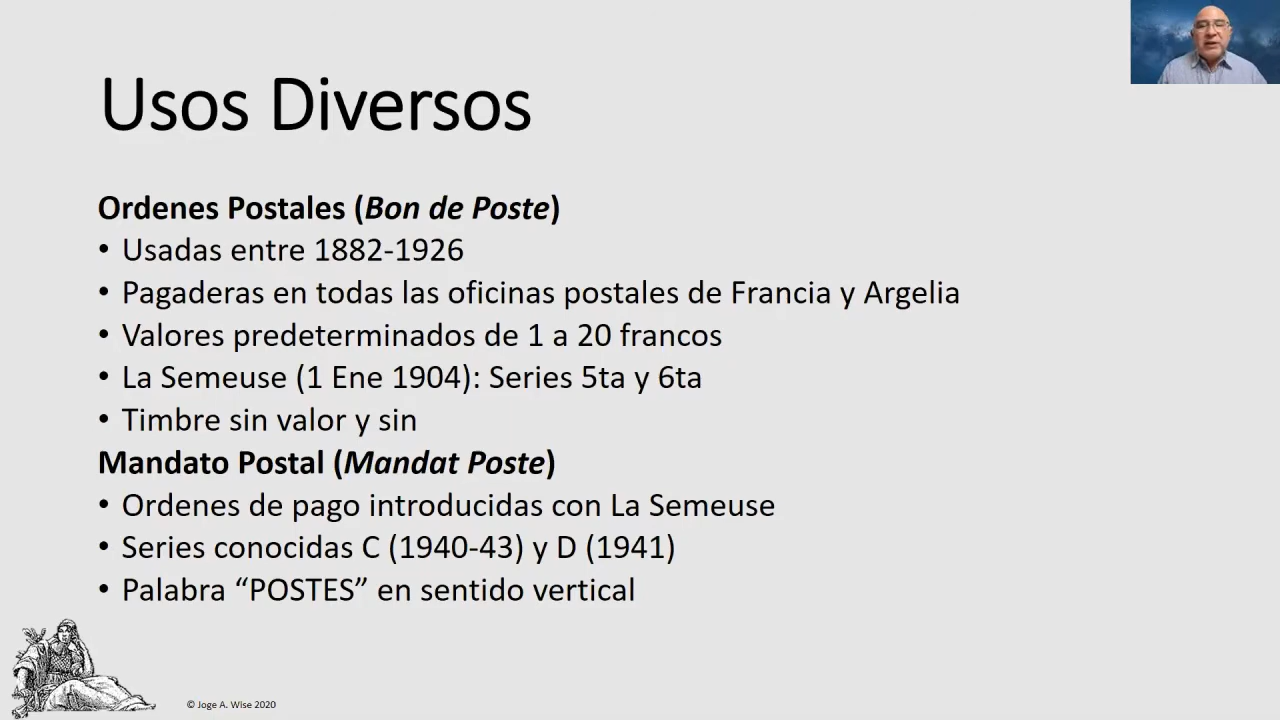 Usos Diversos
Ordenes Postales (Bon de Poste)
• Usadas entre 1882-1926
• Pagaderas en todas las oficinas postales de Francia y Argelia
• Valores predeterminados de 1 a 20 francos
• La Semeuse (1 Ene 1904): Series 5ta y 6ta
• Timbre sin valor y sin
Mandato Postal (Mandat Poste)
• Ordenes de pago introducidas con La Semeuse
• Series conocidas C (1940-43) y D (1941)
• Palabra “POSTES” en sentido vertical
© Joge A. Wise 2020